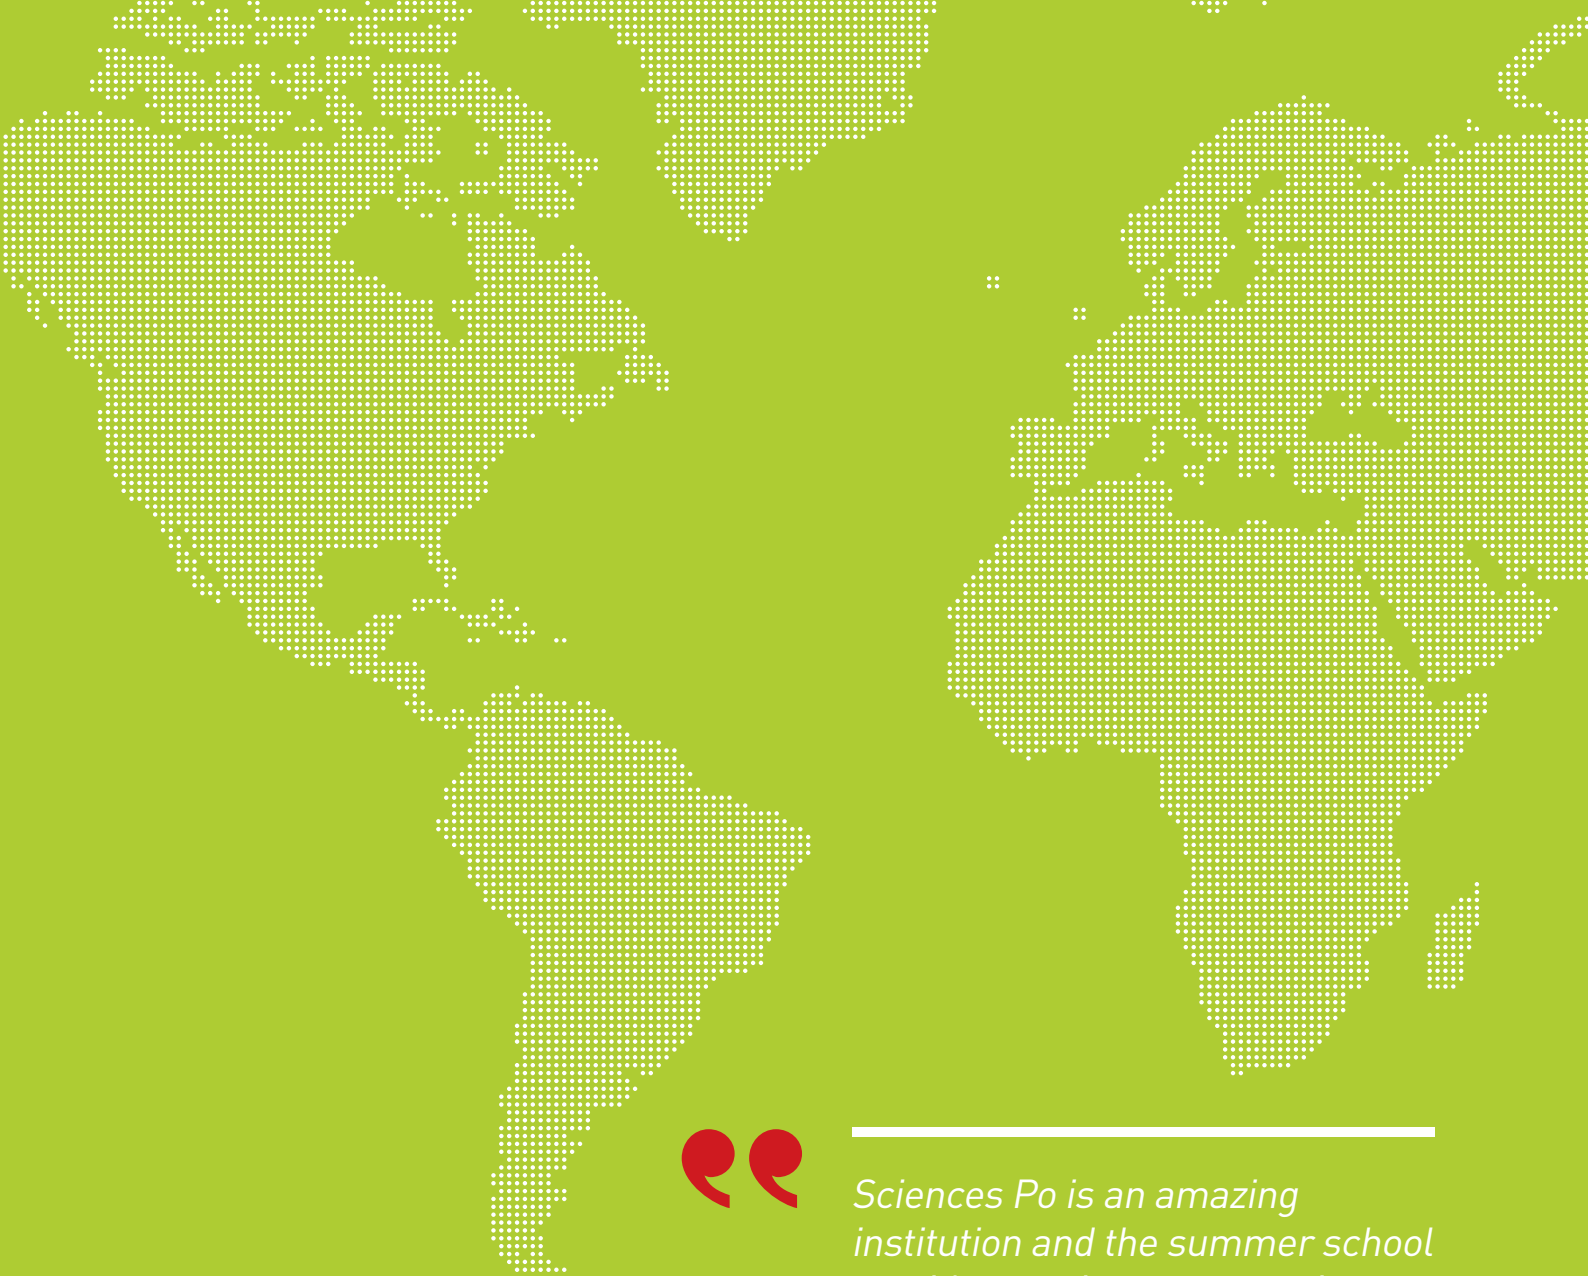 Sciences Po is an amazing
institution and the summer school